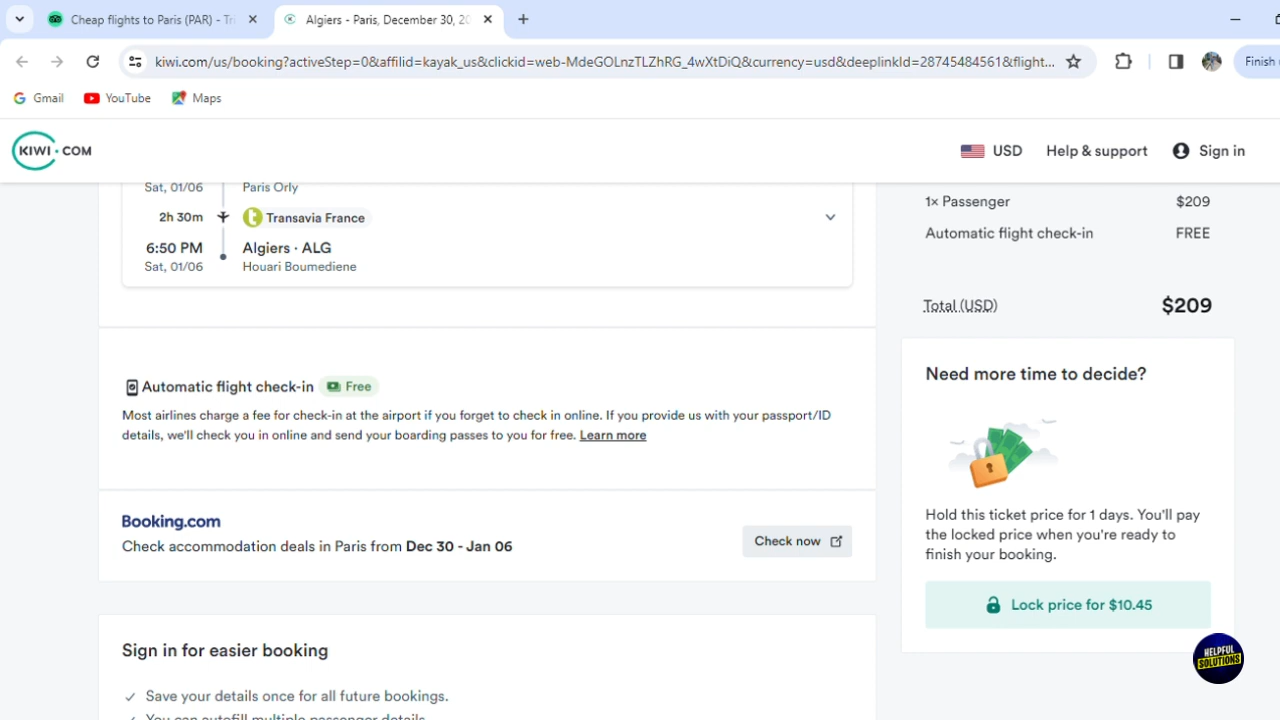 Cheap flights to Paris (PAR) - Tri
Algiers - Paris, December 30, 20
kiwi.com/us/booking?activeStep=0&affilid=kayak_us&clickid=web-MdeGOLnzTLZhRG_4wXtDiQ&currency=usd&deeplinkId=28745484561&flight...
Finish
Gmail
YouTube
Maps
KIWI·COM
USD
Help & support
Sign in
Sat, 01/06
Paris Orly
2h 30m
Transavia France
6:50 PM
Algiers · ALG
Sat, 01/06
Houari Boumediene
Automatic flight check-in
Free
Most airlines charge a fee for check-in at the airport if you forget to check in online. If you provide us with your passport/ID
details, we'll check you in online and send your boarding passes to you for free. Learn more
Booking.com
Check accommodation deals in Paris from Dec 30 - Jan 06
Check now
Sign in for easier booking
Save your details once for all future bookings.
You can autofill multiple passenger details.
1× Passenger
$209
Automatic flight check-in
FREE
Total (USD)
$209
Need more time to decide?
Hold this ticket price for 1 days. You'll pay
the locked price when you're ready to
finish your booking.
Lock price for $10.45
HELPFUL
SOLUTIONS